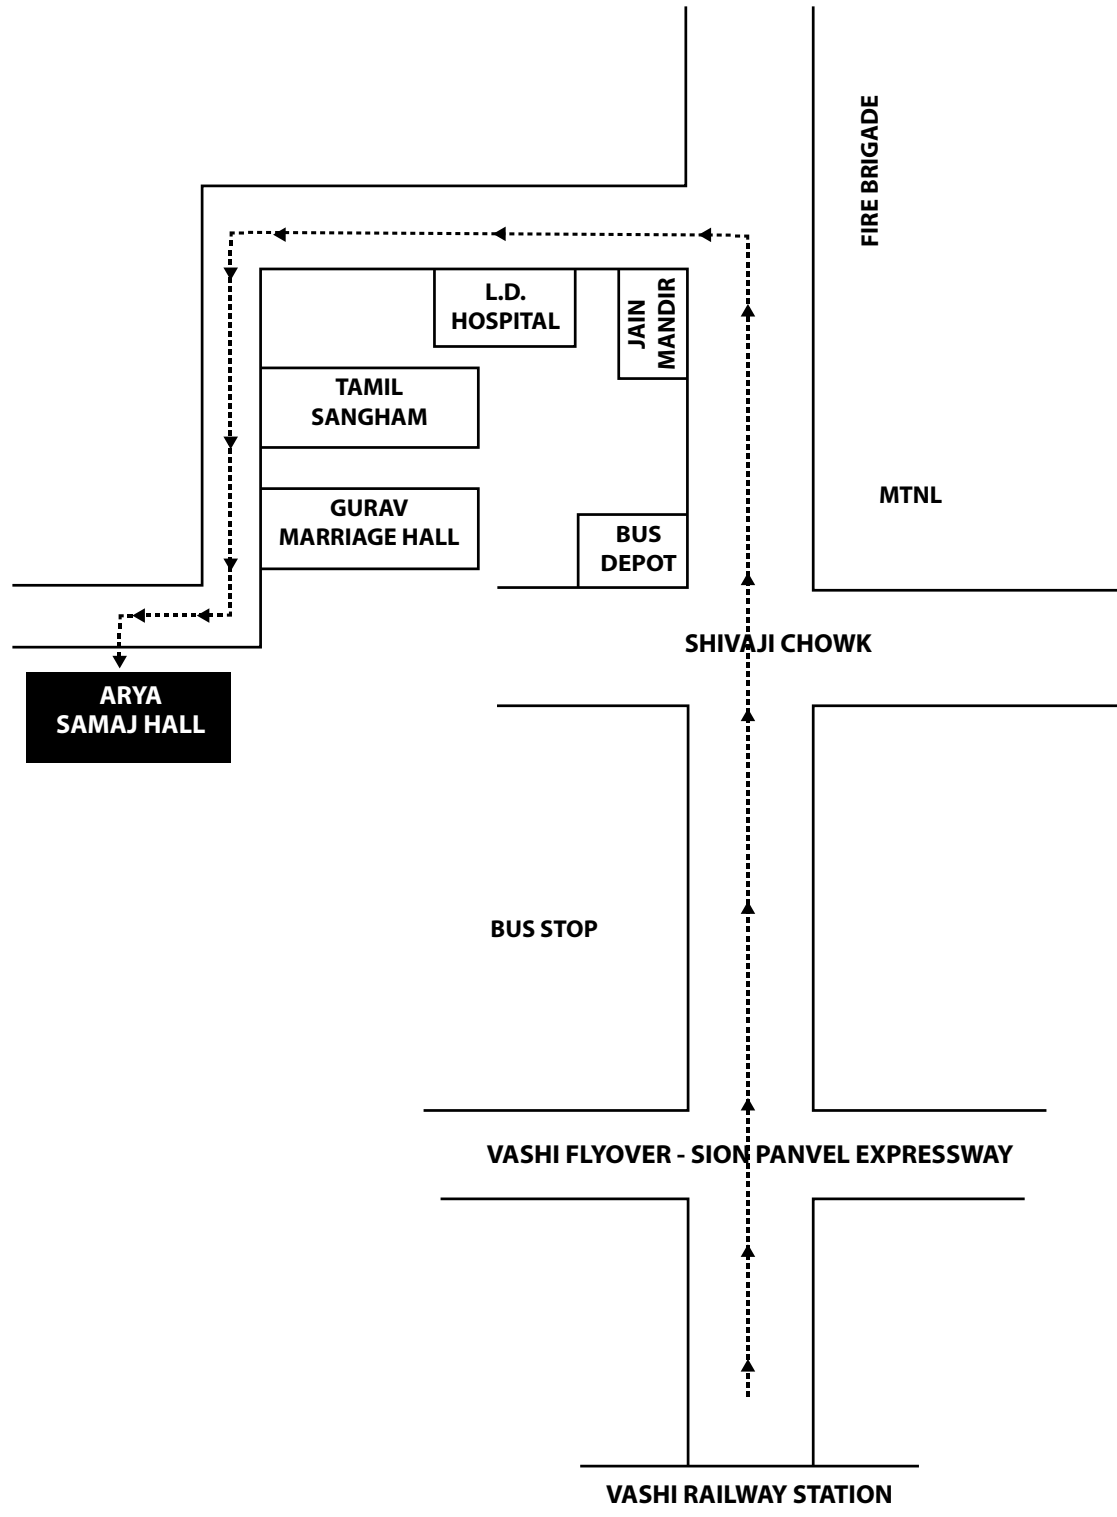 FIRE BRIGADE
L.D.
HOSPITAL
JAIN
MANDIR
TAMIL
SANGHAM
MTNL
GURAV
MARRIAGE HALL
BUS
DEPOT
SHIVAJI CHOWK
ARYA
SAMAJ HALL
BUS STOP
VASHI FLYOVER - SION PANVEL EXPRESSWAY
VASHI RAILWAY STATION